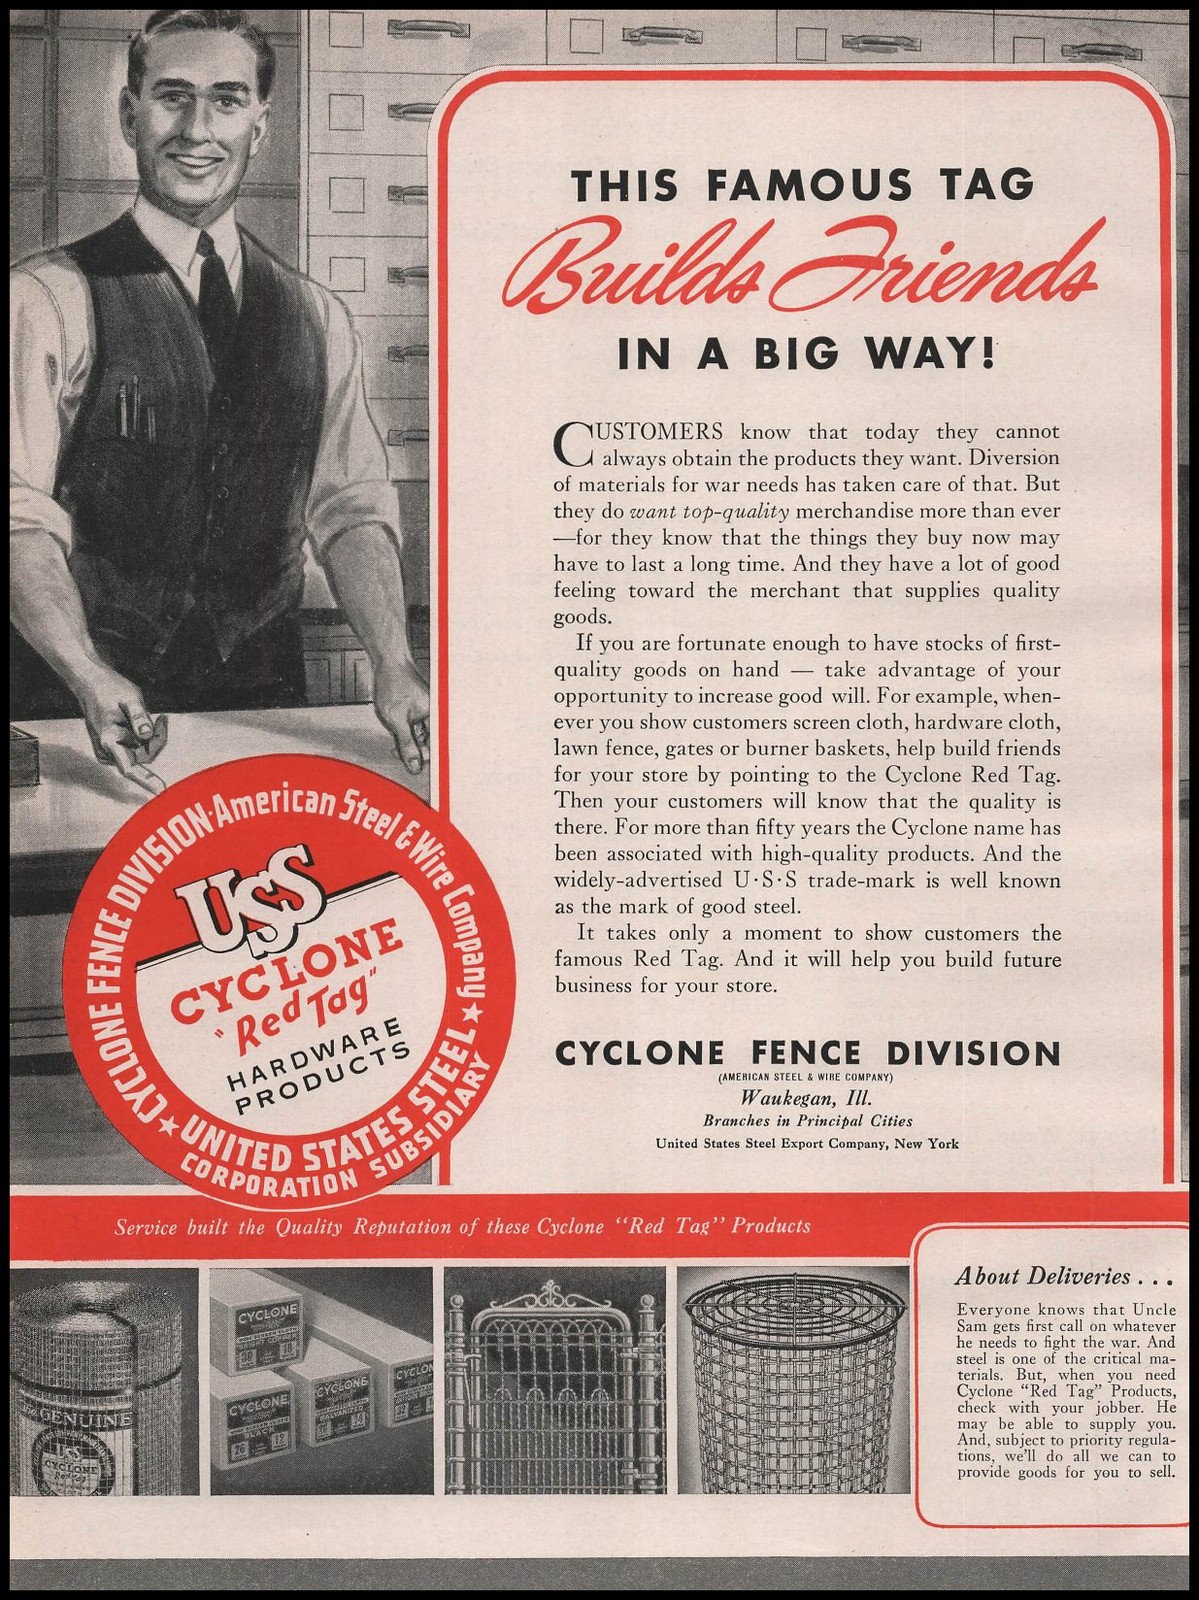 THIS FAMOUS TAG
Builds Friends
IN A BIG WAY!
CUSTOMERS know that today they cannot
always obtain the products they want. Diversion
of materials for war needs has taken care of that. But
they do want top-quality merchandise more than ever
—for they know that the things they buy now may
have to last a long time. And they have a lot of good
feeling toward the merchant that supplies quality
goods.
If you are fortunate enough to have stocks of first-
quality goods on hand — take advantage of your
opportunity to increase good will. For example, when-
ever you show customers screen cloth, hardware cloth,
lawn fence, gates or burner baskets, help build friends
for your store by pointing to the Cyclone Red Tag.
Then your customers will know that the quality is
there. For more than fifty years the Cyclone name has
been associated with high-quality products. And the
widely-advertised U·S·S trade-mark is well known
as the mark of good steel.
It takes only a moment to show customers the
famous Red Tag. And it will help you build future
business for your store.
CYCLONE FENCE DIVISION
(AMERICAN STEEL & WIRE COMPANY)
Waukegan, Ill.
Branches in Principal Cities
United States Steel Export Company, New York
CYCLONE FENCE DIVISION·American Steel & Wire Company
USS
CYCLONE
"Red Tag"
HARDWARE
PRODUCTS
★ UNITED STATES STEEL ★
CORPORATION SUBSIDIARY
Service built the Quality Reputation of these Cyclone "Red Tag" Products
GENUINE
CYCLONE
Red Tag
CYCLONE
30
18
CYCLONE
BLACK
26
12
CYCLONE
GALVANIZED
14
CYCLON
About Deliveries . . .
Everyone knows that Uncle
Sam gets first call on whatever
he needs to fight the war. And
steel is one of the critical ma-
terials. But, when you need
Cyclone "Red Tag" Products,
check with your jobber. He
may be able to supply you.
And, subject to priority regula-
tions, we'll do all we can to
provide goods for you to sell.